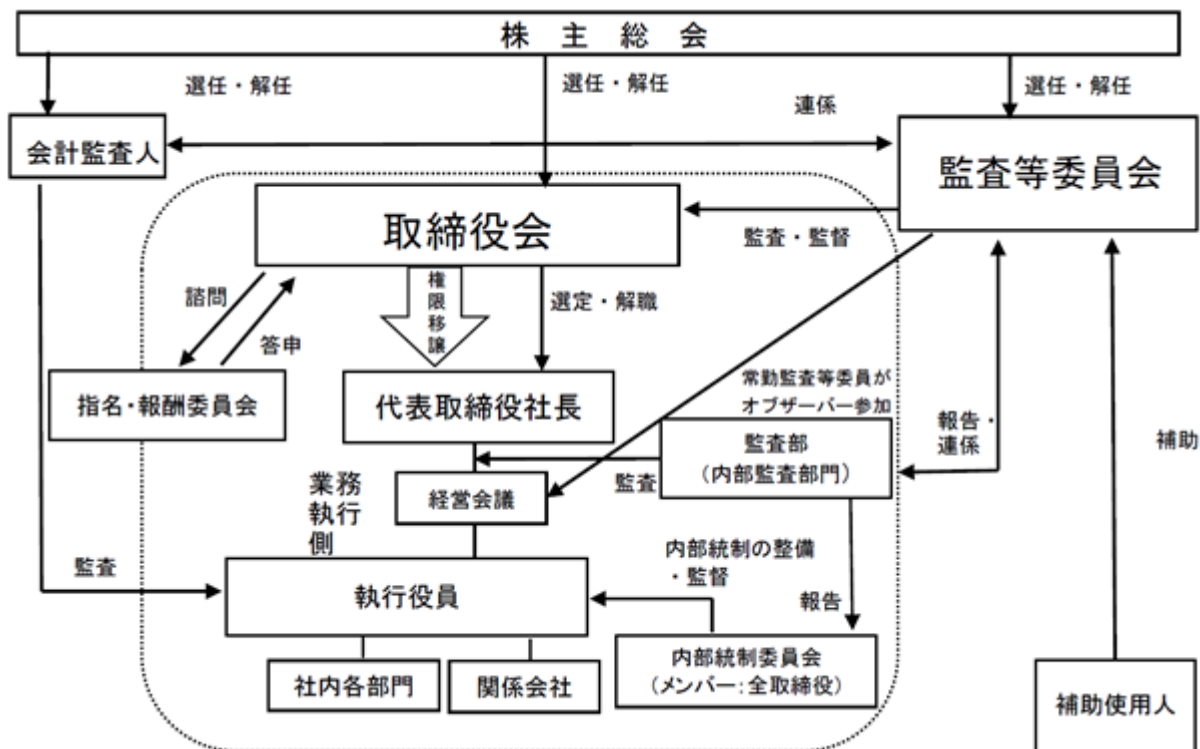 株 主 総 会
選任・解任
選任・解任
選任・解任
連係
会計監査人
監査等委員会
取締役会
監査・監督
諮問
答申
権
限
移
譲
選定・解職
指名・報酬委員会
代表取締役社長
常勤監査等委員が
オブザーバー参加
監査部
(内部監査部門)
報告・
連係
補助
監査
業務
執行
側
経営会議
内部統制の整備
・監督
監査
執行役員
報告
社内各部門
関係会社
内部統制委員会
(メンバー:全取締役)
補助使用人